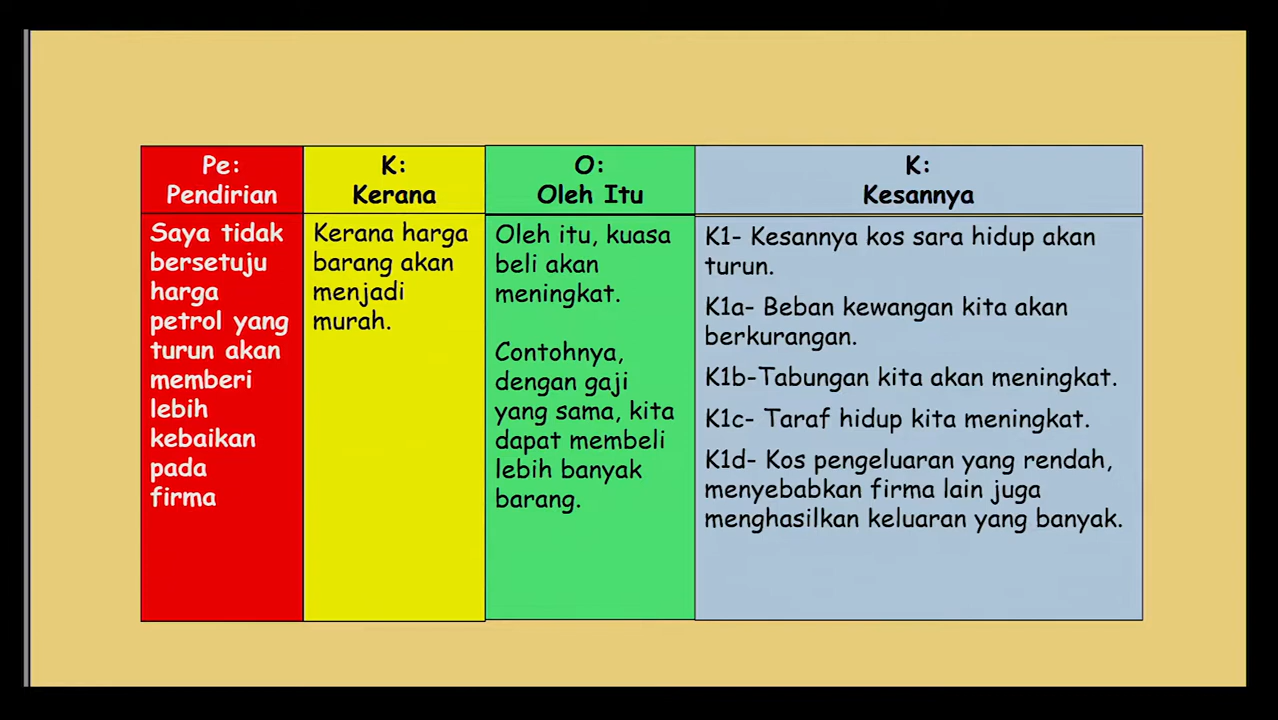 Pe:
Pendirian
K:
Kerana
O:
Oleh Itu
K:
Kesannya
Saya tidak
bersetuju
harga
petrol yang
turun akan
memberi
lebih
kebaikan
pada
firma
Kerana harga
barang akan
menjadi
murah.
Oleh itu, kuasa
beli akan
meningkat.
Contohnya,
dengan gaji
yang sama, kita
dapat membeli
lebih banyak
barang.
K1- Kesannya kos sara hidup akan
turun.
K1a- Beban kewangan kita akan
berkurangan.
K1b-Tabungan kita akan meningkat.
K1c- Taraf hidup kita meningkat.
K1d- Kos pengeluaran yang rendah,
menyebabkan firma lain juga
menghasilkan keluaran yang banyak.